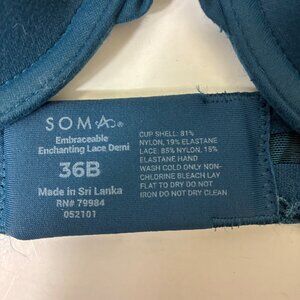 SOMA®
Embraceable
Enchanting Lace Demi
36B
Made in Sri Lanka
RN# 79984
052101
CUP SHELL: 81%
NYLON, 19% ELASTANE
LACE: 85% NYLON, 15%
ELASTANE HAND
WASH COLD ONLY NON-
CHLORINE BLEACH LAY
FLAT TO DRY DO NOT
IRON DO NOT DRY CLEAN